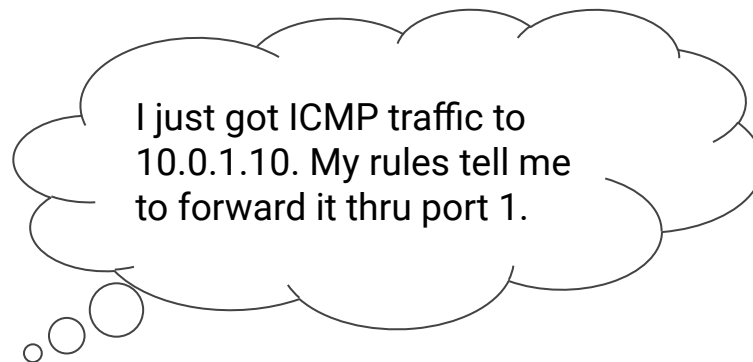 I just got ICMP traffic to
10.0.1.10. My rules tell me
to forward it thru port 1.